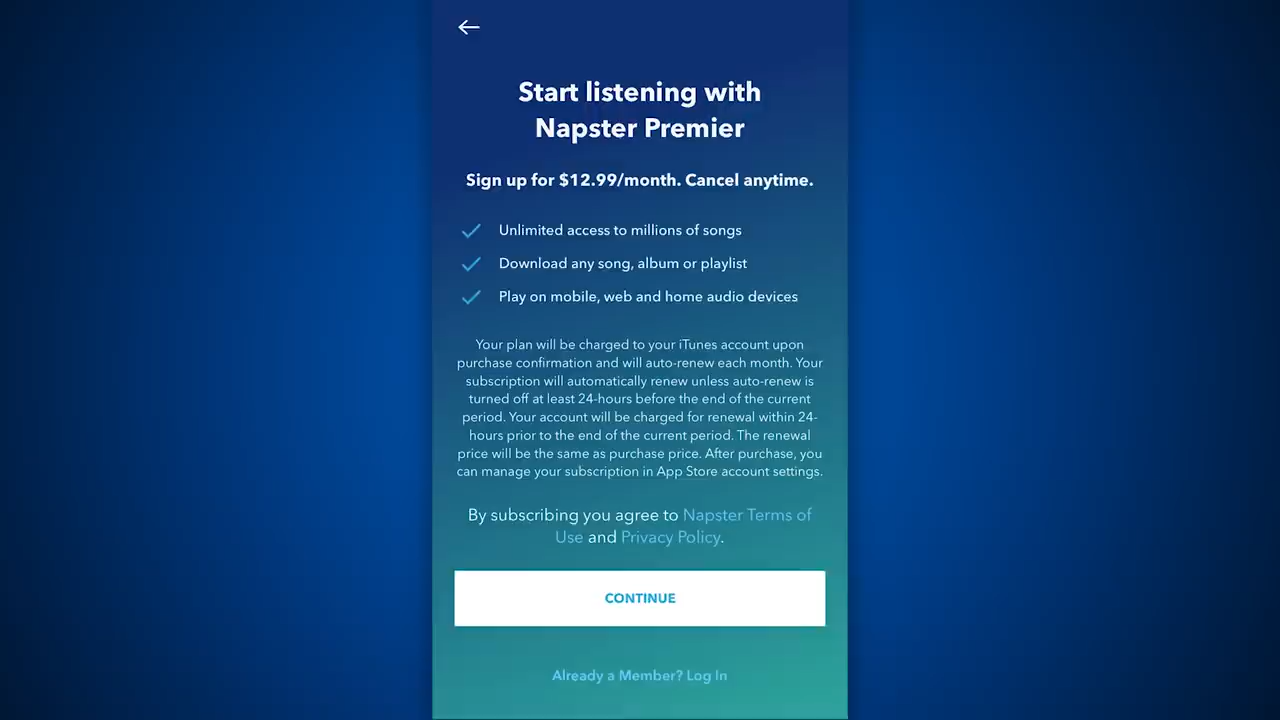 Start listening with
Napster Premier
Sign up for $12.99/month. Cancel anytime.
Unlimited access to millions of songs
Download any song, album or playlist
Play on mobile, web and home audio devices
Your plan will be charged to your iTunes account upon
purchase confirmation and will auto-renew each month. Your
subscription will automatically renew unless auto-renew is
turned off at least 24-hours before the end of the current
period. Your account will be charged for renewal within 24-
hours prior to the end of the current period. The renewal
price will be the same as purchase price. After purchase, you
can manage your subscription in App Store account settings.
By subscribing you agree to Napster Terms of
Use and Privacy Policy.
CONTINUE
Already a Member? Log In